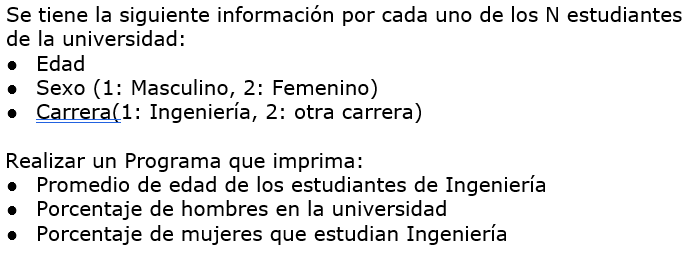 Se tiene la siguiente información por cada uno de los N estudiantes
de la universidad:
● Edad
● Sexo (1: Masculino, 2: Femenino)
● Carrera(1: Ingeniería, 2: otra carrera)
Realizar un Programa que imprima:
● Promedio de edad de los estudiantes de Ingeniería
● Porcentaje de hombres en la universidad
● Porcentaje de mujeres que estudian Ingeniería